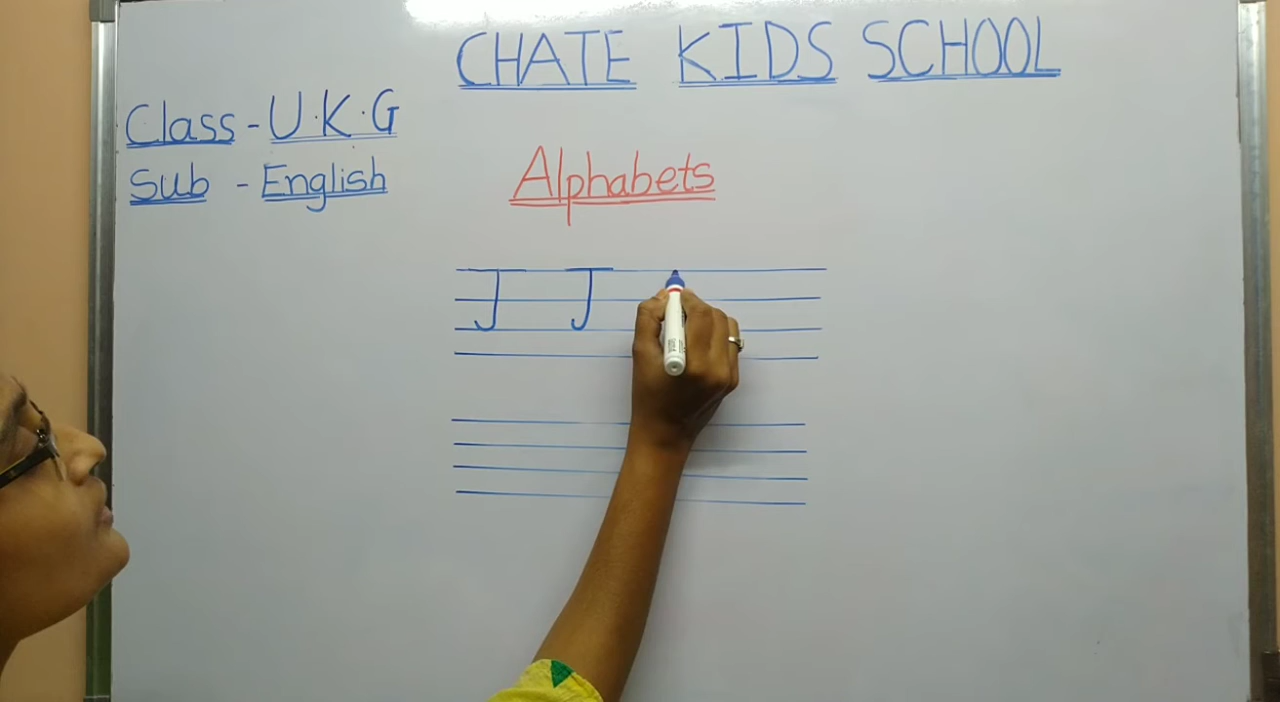 CHATE KIDS SCHOOL
Class - U.K.G
Sub - English
Alphabets
J J